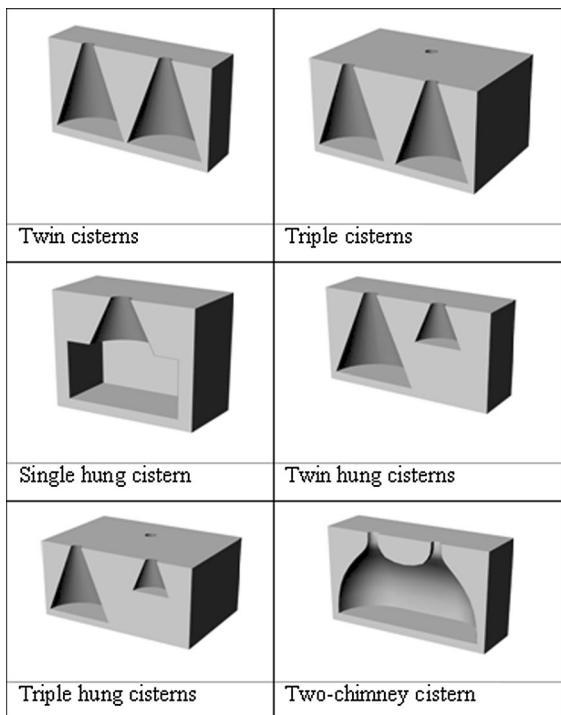 Twin cisterns
Triple cisterns
Single hung cistern
Twin hung cisterns
Triple hung cisterns
Two-chimney cistern